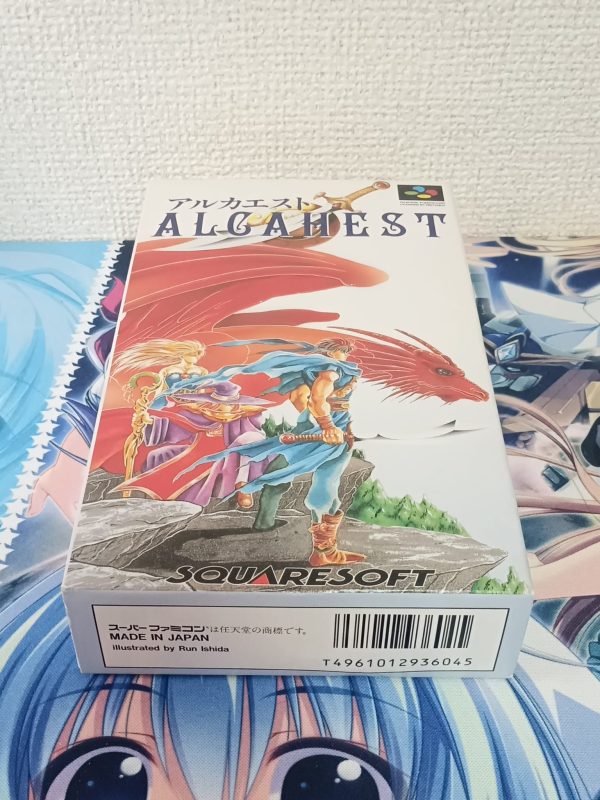 アルカエスト
ALCAHEST
SQUARESOFT
スーパーファミコン は任天堂の商標です。
MADE IN JAPAN
illustrated by Run Ishida
T4961012936045